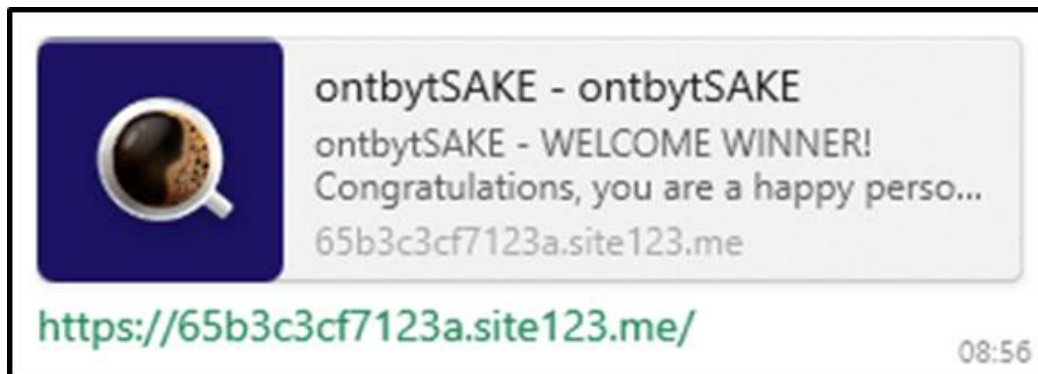 ontbytSAKE - ontbytSAKE
ontbytSAKE - WELCOME WINNER!
Congratulations, you are a happy perso...
65b3c3cf7123a.site123.me
https://65b3c3cf7123a.site123.me/
08:56